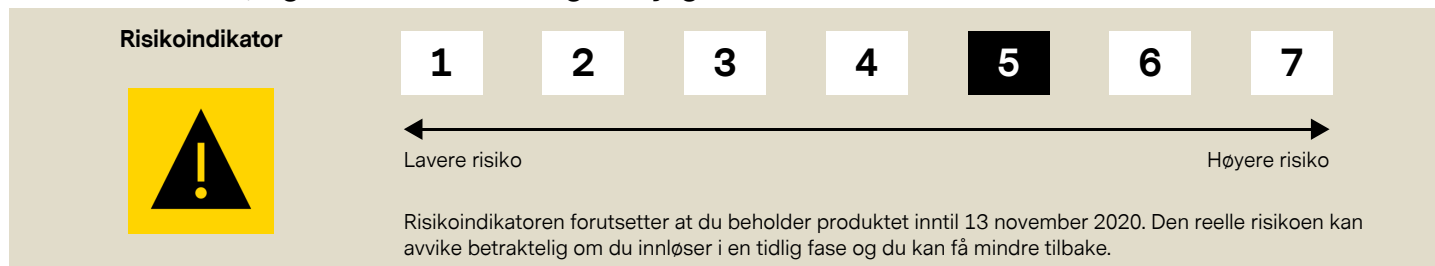 Risikoindikator
1 2 3 4 5 6 7
Lavere risiko Høyere risiko
Risikoindikatoren forutsetter at du beholder produktet inntil 13 november 2020. Den reelle risikoen kan
avvike betraktelig om du innløser i en tidlig fase og du kan få mindre tilbake.